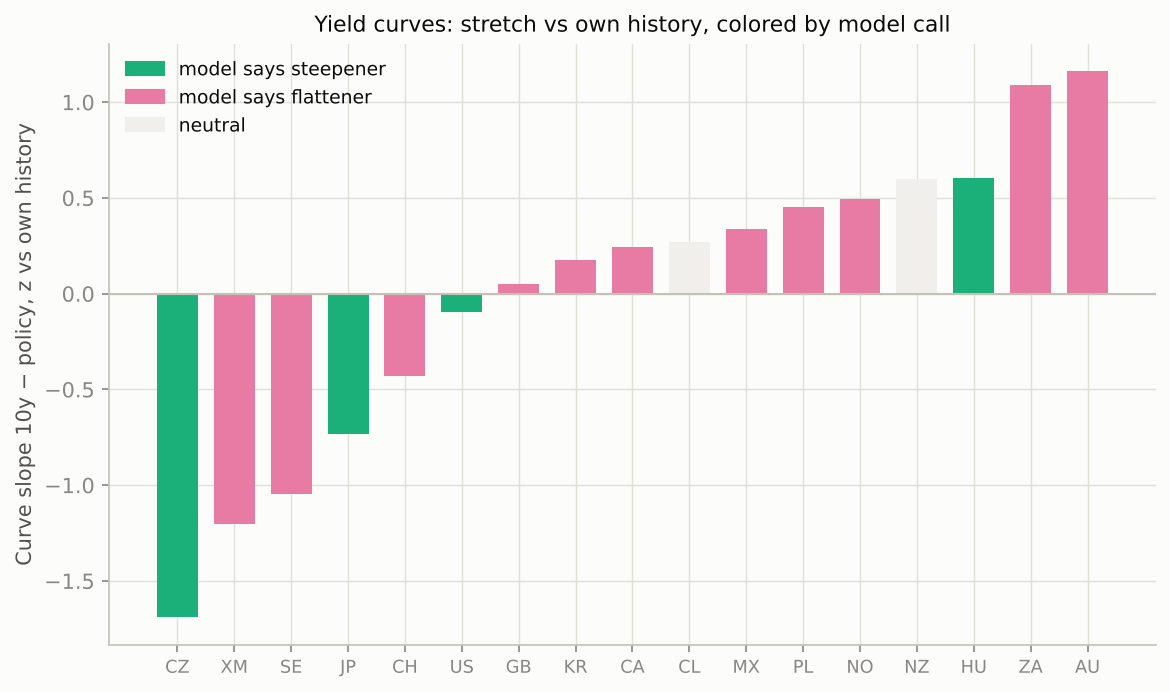 Yield curves: stretch vs own history, colored by model call
model says steepener
model says flattener
neutral
Curve slope 10y − policy, z vs own history
1.0
0.5
0.0
−0.5
−1.0
−1.5
CZ XM SE JP CH US GB KR CA CL MX PL NO NZ HU ZA AU